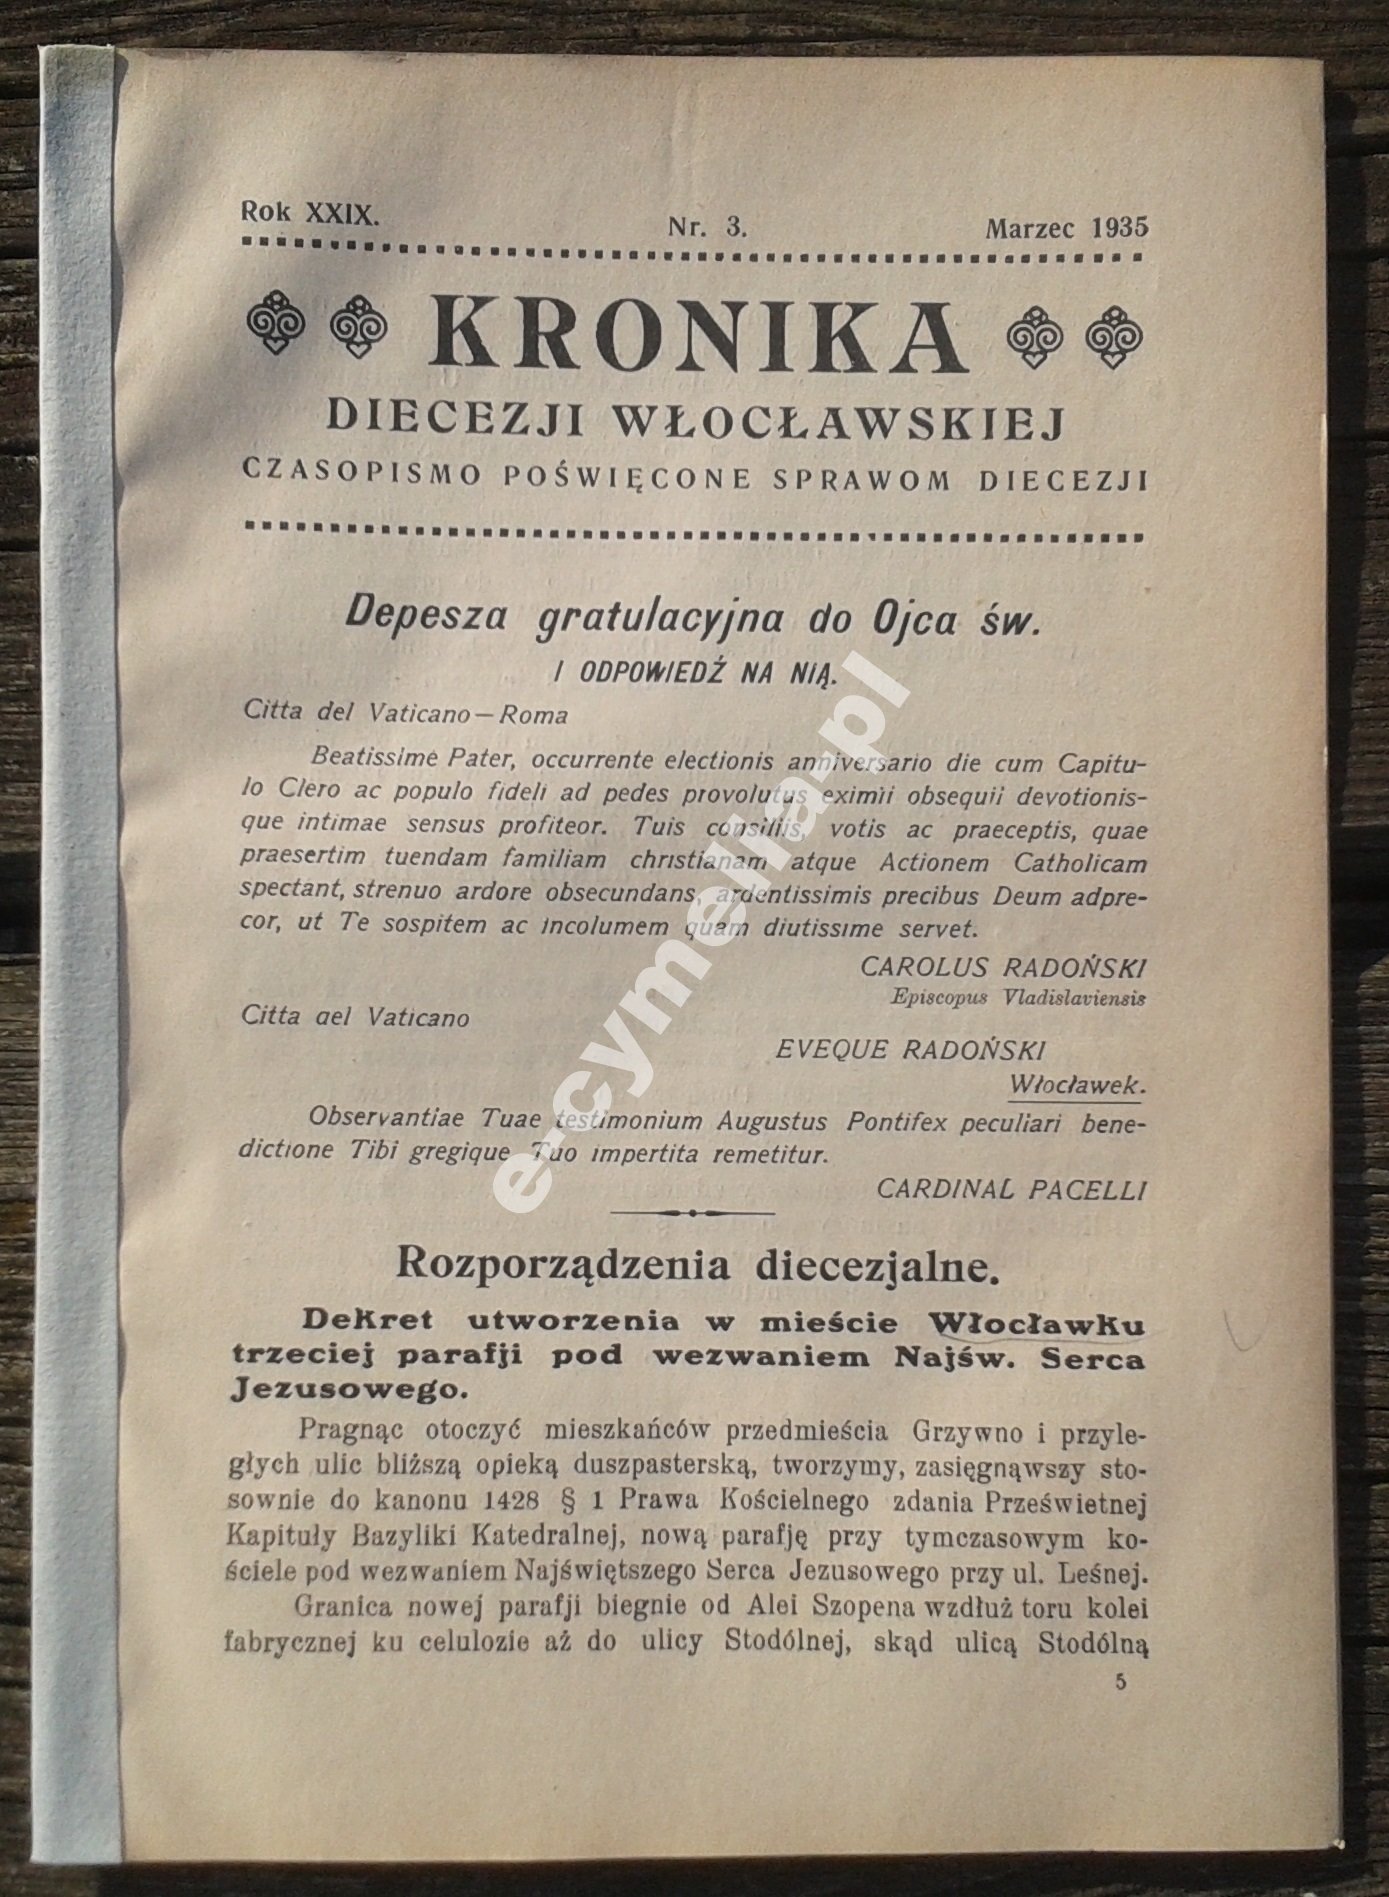 Rok XXIX.
Nr. 3.
Marzec 1935
KRONIKA
DIECEZJI WŁOCŁAWSKIEJ
CZASOPISMO POŚWIĘCONE SPRAWOM DIECEZJI
Depesza gratulacyjna do Ojca św.
I ODPOWIEDŹ NA NIĄ.
Citta del Vaticano—Roma
Beatissime Pater, occurrente electionis anniversario die cum Capitu-
lo Clero ac populo fideli ad pedes provolutus eximii obsequii devotionis-
que intimae sensus profiteor. Tuis consiliis, votis ac praeceptis, quae
praesertim tuendam familiam christianam atque Actionem Catholicam
spectant, strenuo ardore obsecundans, ardentissimis precibus Deum adpre-
cor, ut Te sospitem ac incolumem quam diutissime servet.
CAROLUS RADOŃSKI
Episcopus Vladislaviensis
Citta del Vaticano
EVEQUE RADOŃSKI
Włocławek.
Observantiae Tuae testimonium Augustus Pontifex peculiari bene-
dictione Tibi gregique Tuo impertita remetitur.
CARDINAL PACELLI
Rozporządzenia diecezjalne.
Dekret utworzenia w mieście Włocławku
trzeciej parafji pod wezwaniem Najśw. Serca
Jezusowego.
Pragnąc otoczyć mieszkańców przedmieścia Grzywno i przyle-
głych ulic bliższą opieką duszpasterską, tworzymy, zasięgnąwszy sto-
sownie do kanonu 1428 § 1 Prawa Kościelnego zdania Prześwietnej
Kapituły Bazyliki Katedralnej, nową parafję przy tymczasowym ko-
ściele pod wezwaniem Najświętszego Serca Jezusowego przy ul. Leśnej.
Granica nowej parafji biegnie od Alei Szopena wzdłuż toru kolei
fabrycznej ku celulozie aż do ulicy Stodólnej, skąd ulicą Stodólną
5
e-cymelia.pl